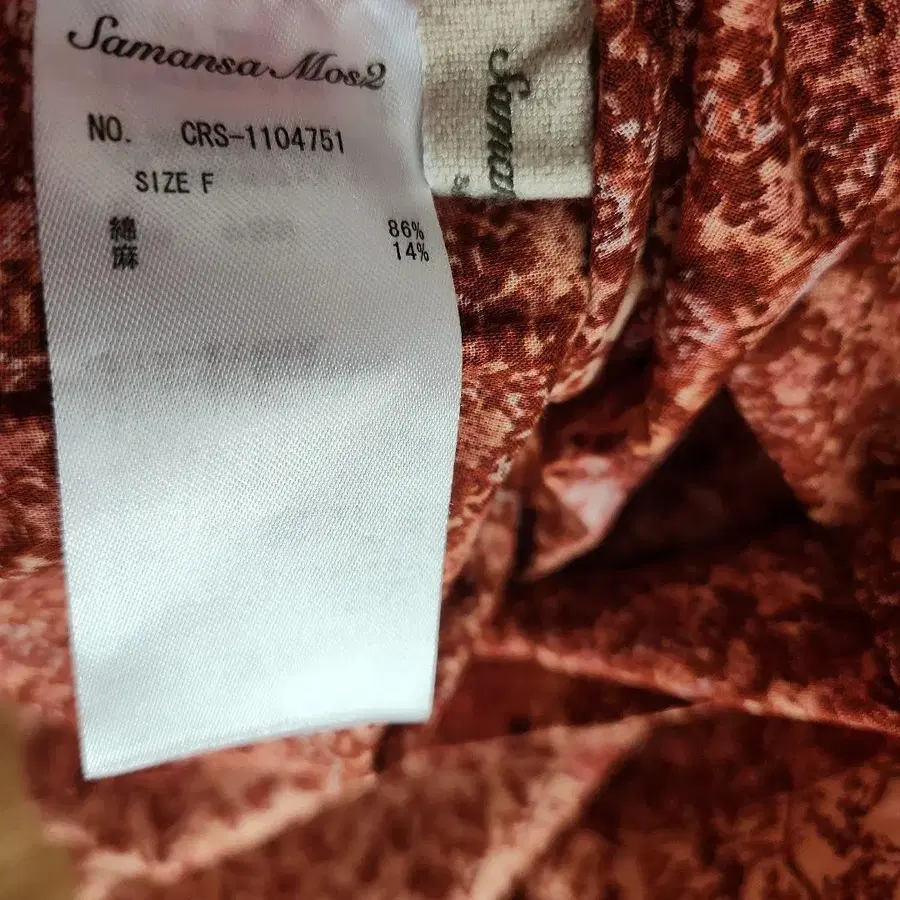 Samansa Mos2
NO. CRS-1104751
SIZE F
綿 86%
麻 14%